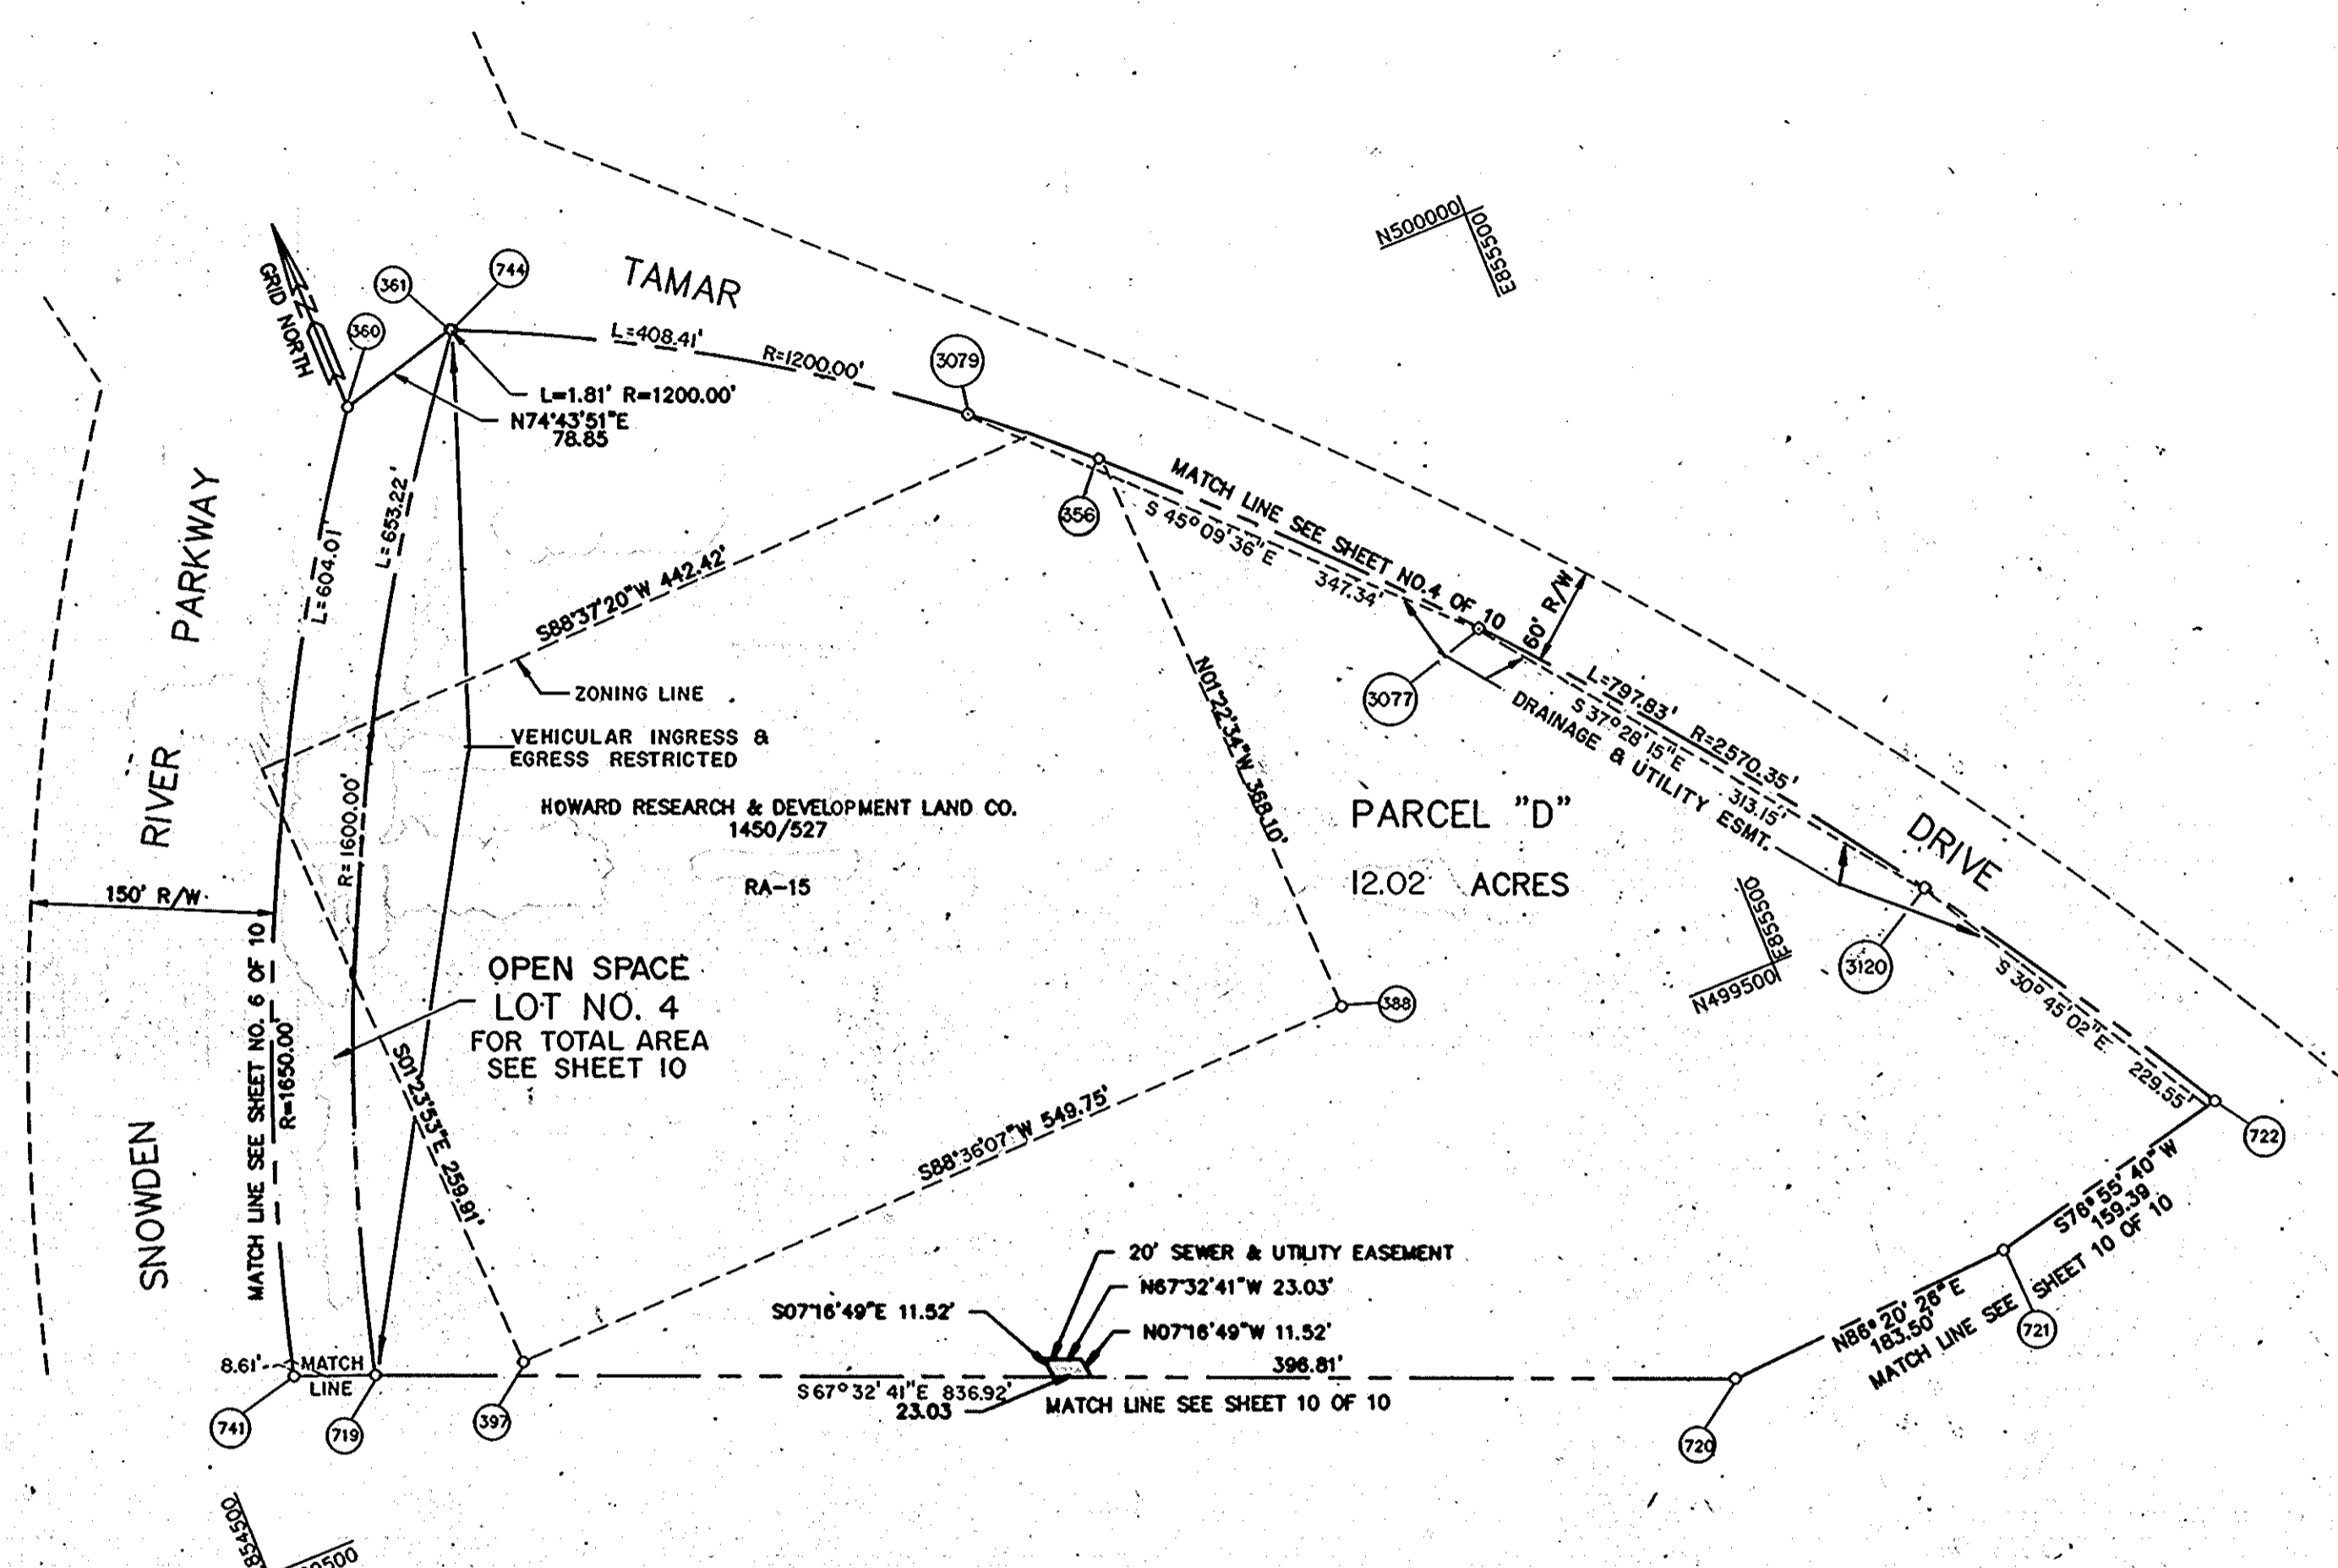 N500000
E855500
GRID NORTH
361
744
360
TAMAR
L=408.41'
R=1200.00'
3079
L=1.81' R=1200.00'
N74°43'51"E
78.85
MATCH LINE SEE SHEET NO.4 OF 10
S 45°09'36"E
347.34'
356
60' R/W
PARKWAY
RIVER
SNOWDEN
L=604.01'
L=653.22'
S88°37'20"W 442.42'
ZONING LINE
VEHICULAR INGRESS &
EGRESS RESTRICTED
HOWARD RESEARCH & DEVELOPMENT LAND CO.
1450/527
RA-15
N01°22'34"W 368.10'
3077
L=797.83'
R=2570.35'
S 37°28'15"E
313.15'
DRAINAGE & UTILITY ESMT.
PARCEL "D"
12.02 ACRES
DRIVE
R=1600.00'
150' R/W
MATCH LINE SEE SHEET NO. 6 OF 10
R=1650.00'
OPEN SPACE
LOT NO. 4
FOR TOTAL AREA
SEE SHEET 10
388
E855500
N499500
3120
S 30°45'02"E
229.55'
722
S01°23'53"E 259.81'
S88°36'07"W 549.75'
S76°55'40"W
159.39
MATCH LINE SEE SHEET 10 OF 10
N86°20'26"E
183.50'
721
20' SEWER & UTILITY EASEMENT
N67°32'41"W 23.03'
S07°16'49"E 11.52'
N07°16'49"W 11.52'
396.81'
8.61'
MATCH
LINE
S 67°32'41"E 836.92'
23.03
MATCH LINE SEE SHEET 10 OF 10
741
719
397
720